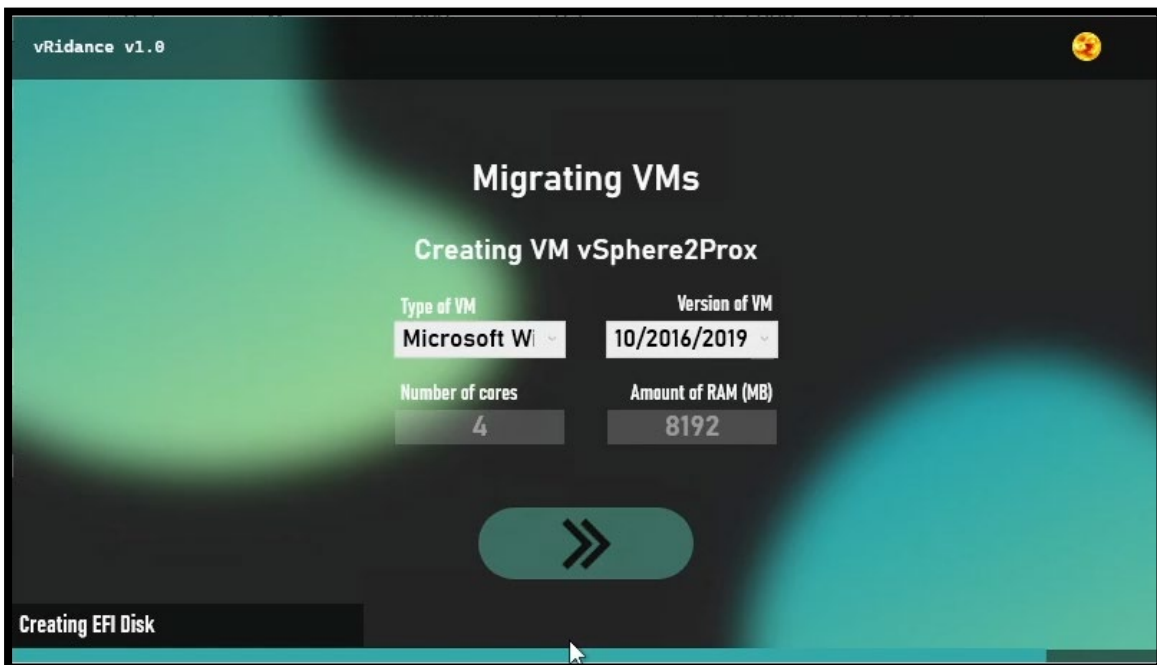 vRidance v1.0
Migrating VMs
Creating VM vSphere2Prox
Type of VM
Version of VM
Microsoft Wi
10/2016/2019
Number of cores
Amount of RAM (MB)
4
8192
Creating EFI Disk